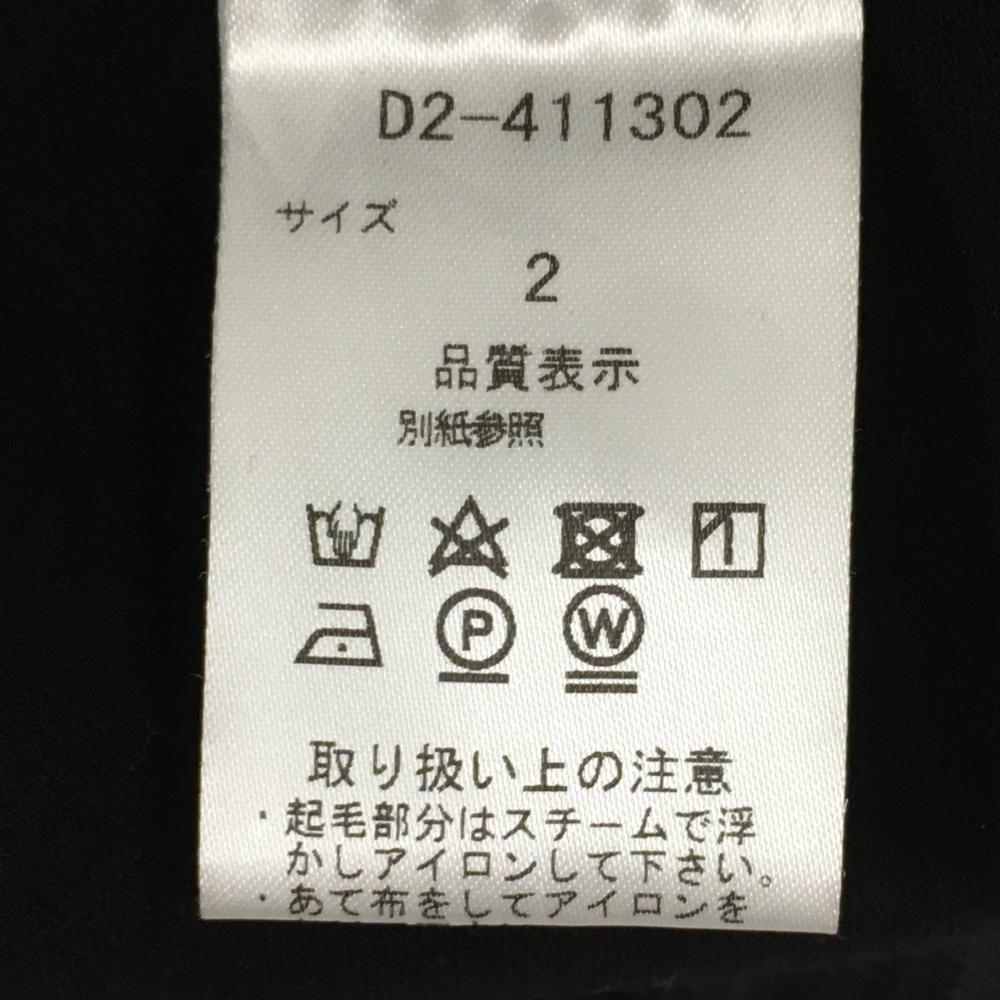 D2-411302
サイズ
2
品質表示
別紙参照
P W
取り扱い上の注意
・起毛部分はスチームで浮
かしアイロンして下さい。
・あて布をしてアイロンを